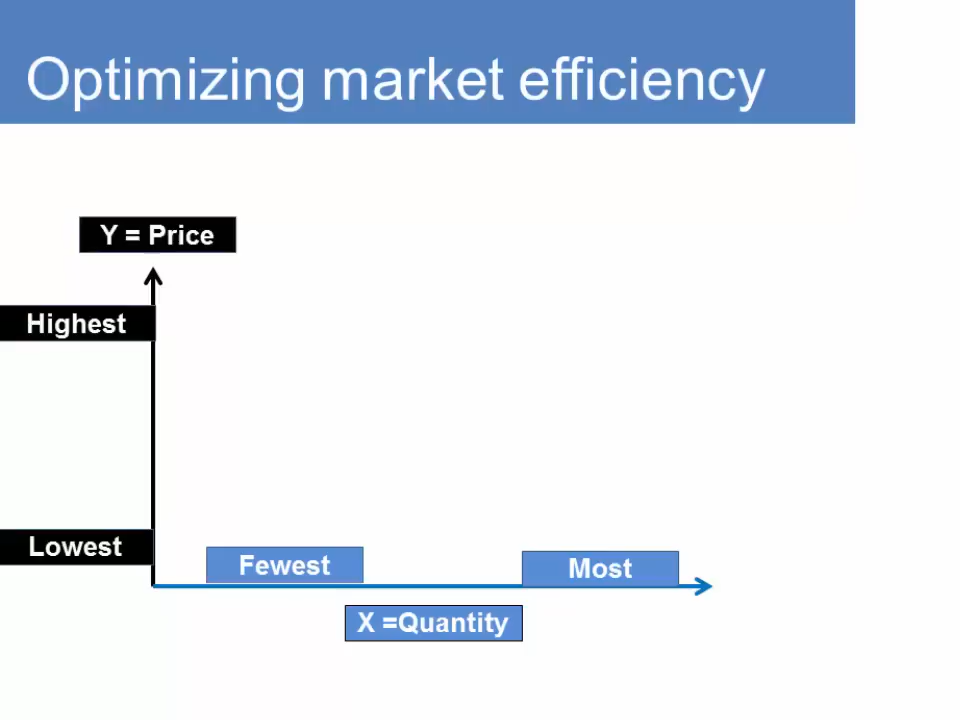 Optimizing market efficiency
Y = Price
Highest
Lowest
Fewest
Most
X =Quantity